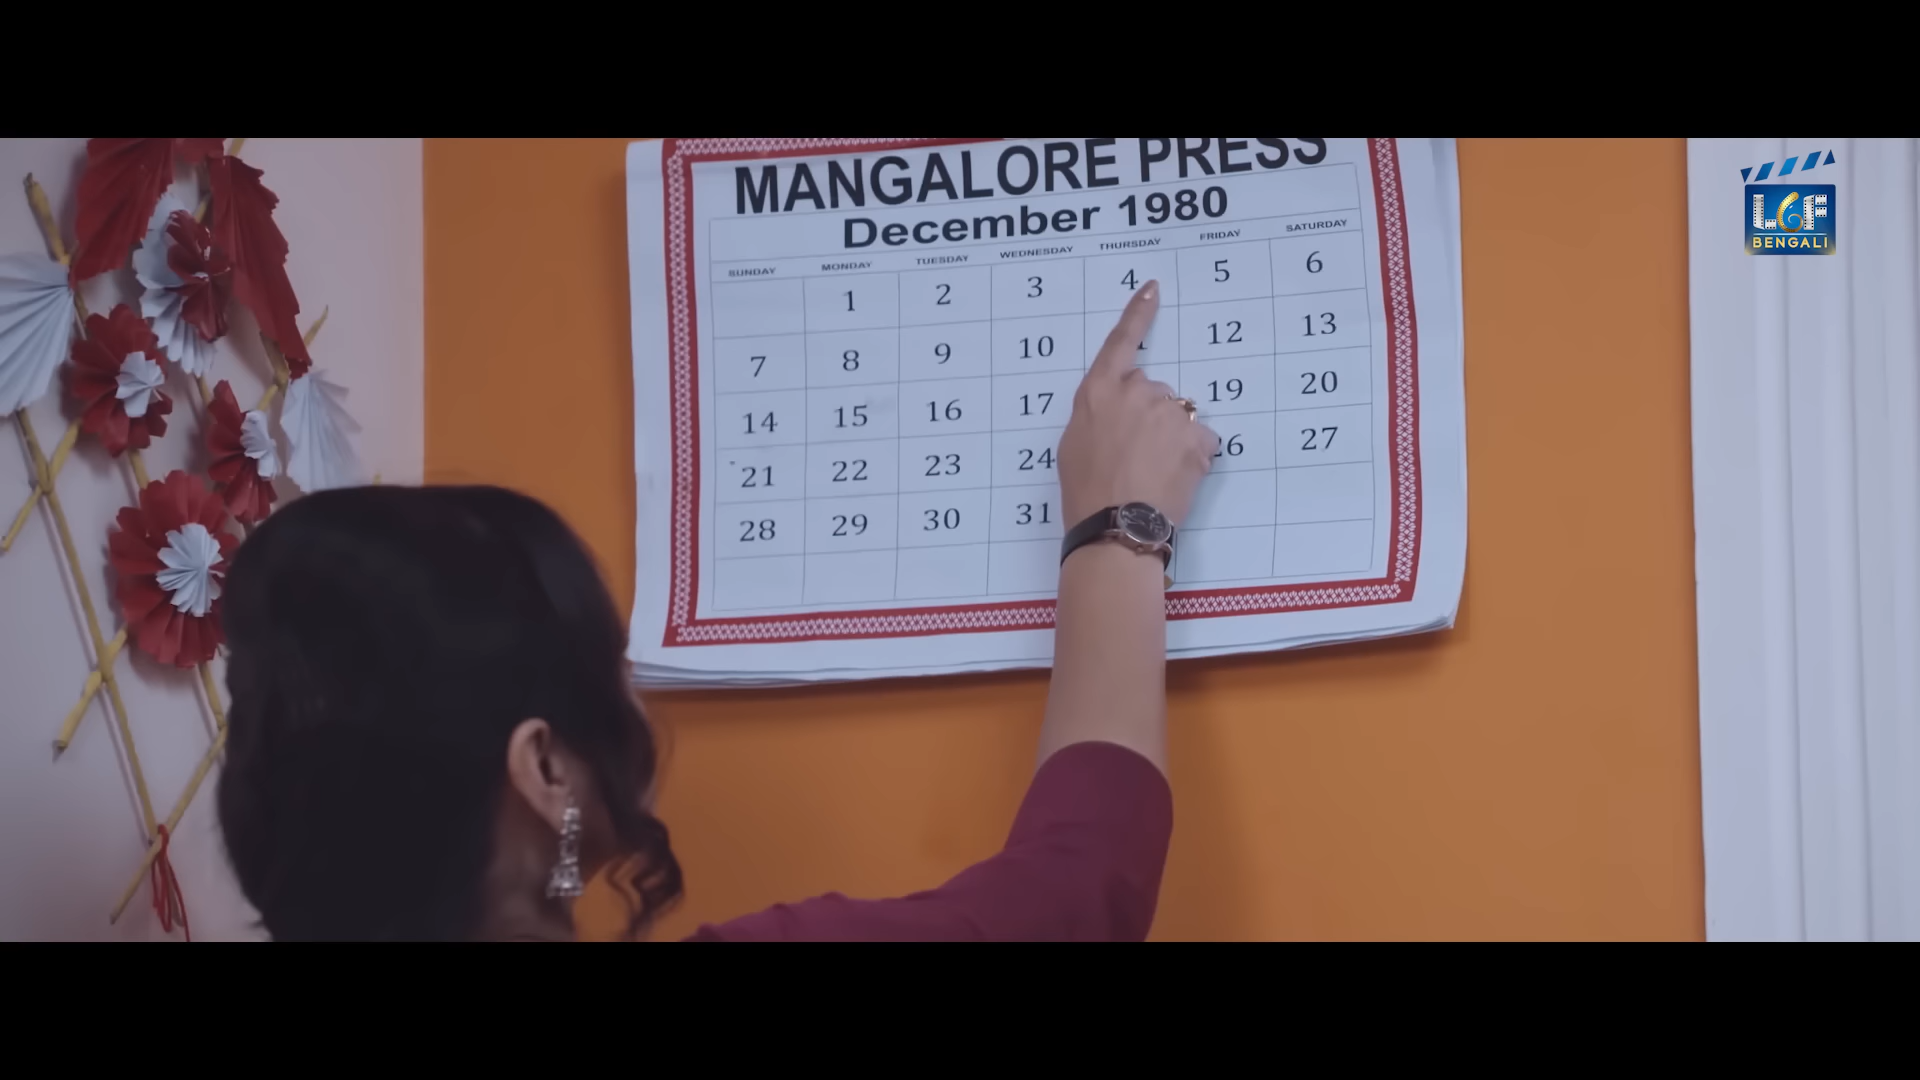 MANGALORE PRESS
December 1980
SUNDAY MONDAY TUESDAY WEDNESDAY THURSDAY FRIDAY SATURDAY
1 2 3 4 5 6
7 8 9 10 12 13
14 15 16 17 19 20
21 22 23 24 26 27
28 29 30 31
LGF
BENGALI